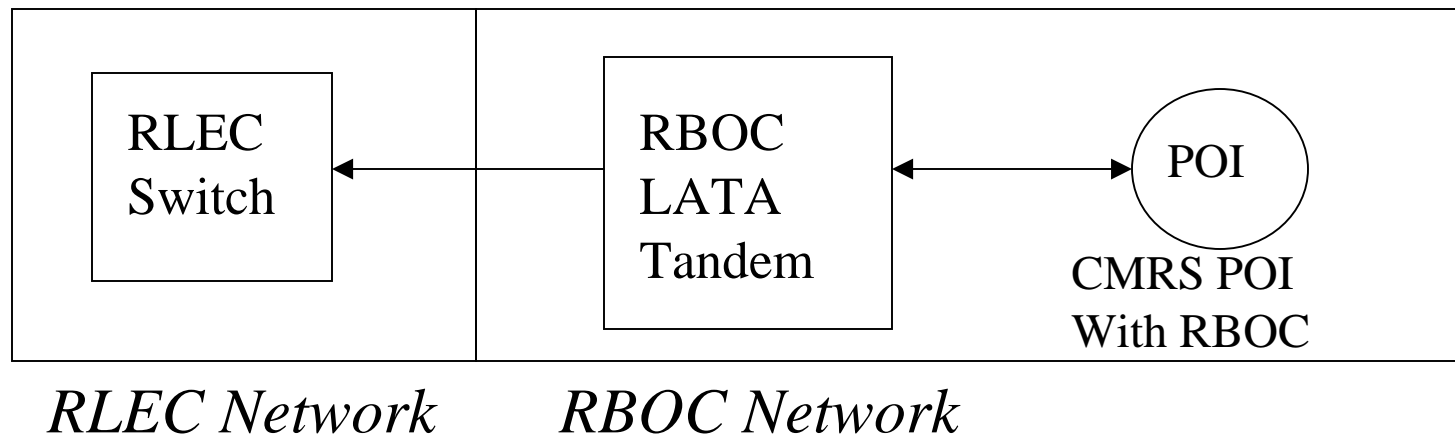 RLEC
Switch
RBOC
LATA
Tandem
POI
CMRS POI
With RBOC
RLEC Network
RBOC Network